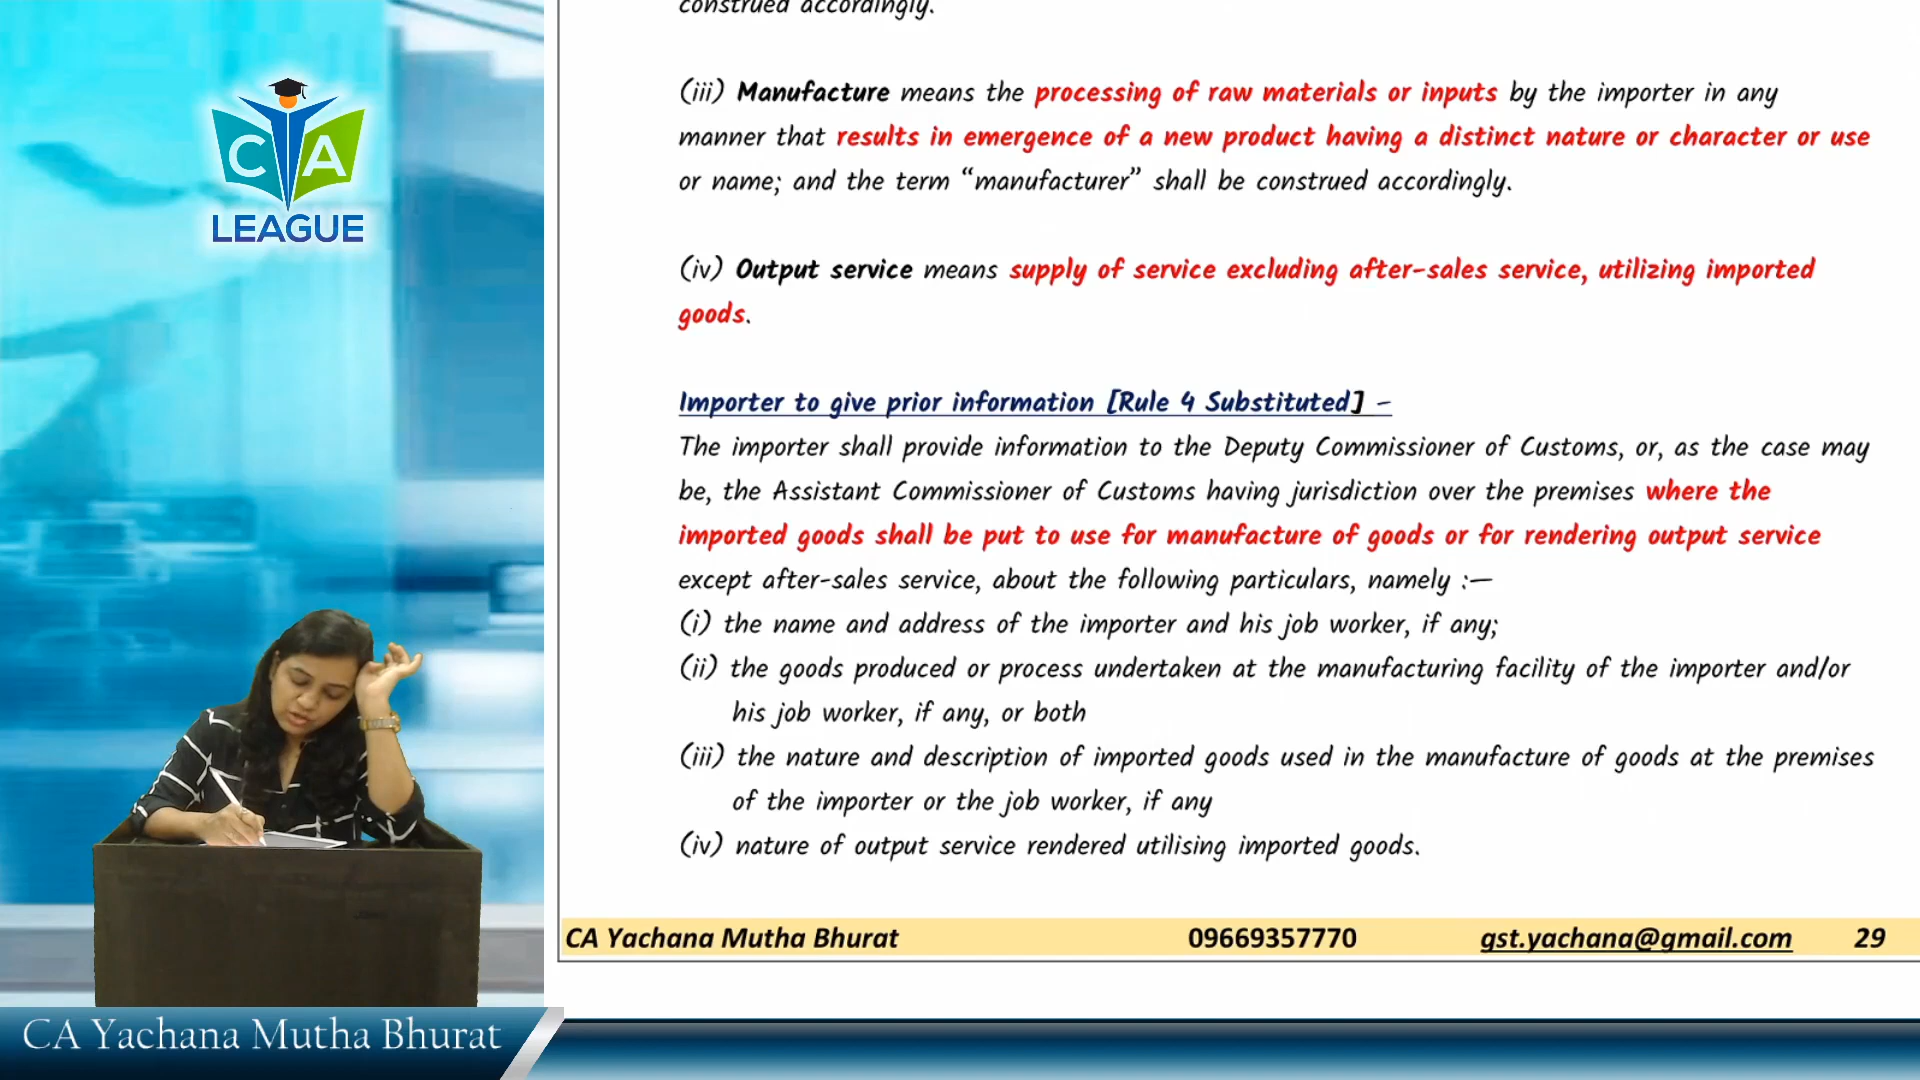 C A
LEAGUE
construed accordingly.
(iii) Manufacture means the processing of raw materials or inputs by the importer in any
manner that results in emergence of a new product having a distinct nature or character or use
or name; and the term “manufacturer” shall be construed accordingly.
(iv) Output service means supply of service excluding after-sales service, utilizing imported
goods.
Importer to give prior information [Rule 4 Substituted] –
The importer shall provide information to the Deputy Commissioner of Customs, or, as the case may
be, the Assistant Commissioner of Customs having jurisdiction over the premises where the
imported goods shall be put to use for manufacture of goods or for rendering output service
except after-sales service, about the following particulars, namely :—
(i) the name and address of the importer and his job worker, if any;
(ii) the goods produced or process undertaken at the manufacturing facility of the importer and/or
his job worker, if any, or both
(iii) the nature and description of imported goods used in the manufacture of goods at the premises
of the importer or the job worker, if any
(iv) nature of output service rendered utilising imported goods.
CA Yachana Mutha Bhurat 09669357770 gst.yachana@gmail.com 29
CA Yachana Mutha Bhurat